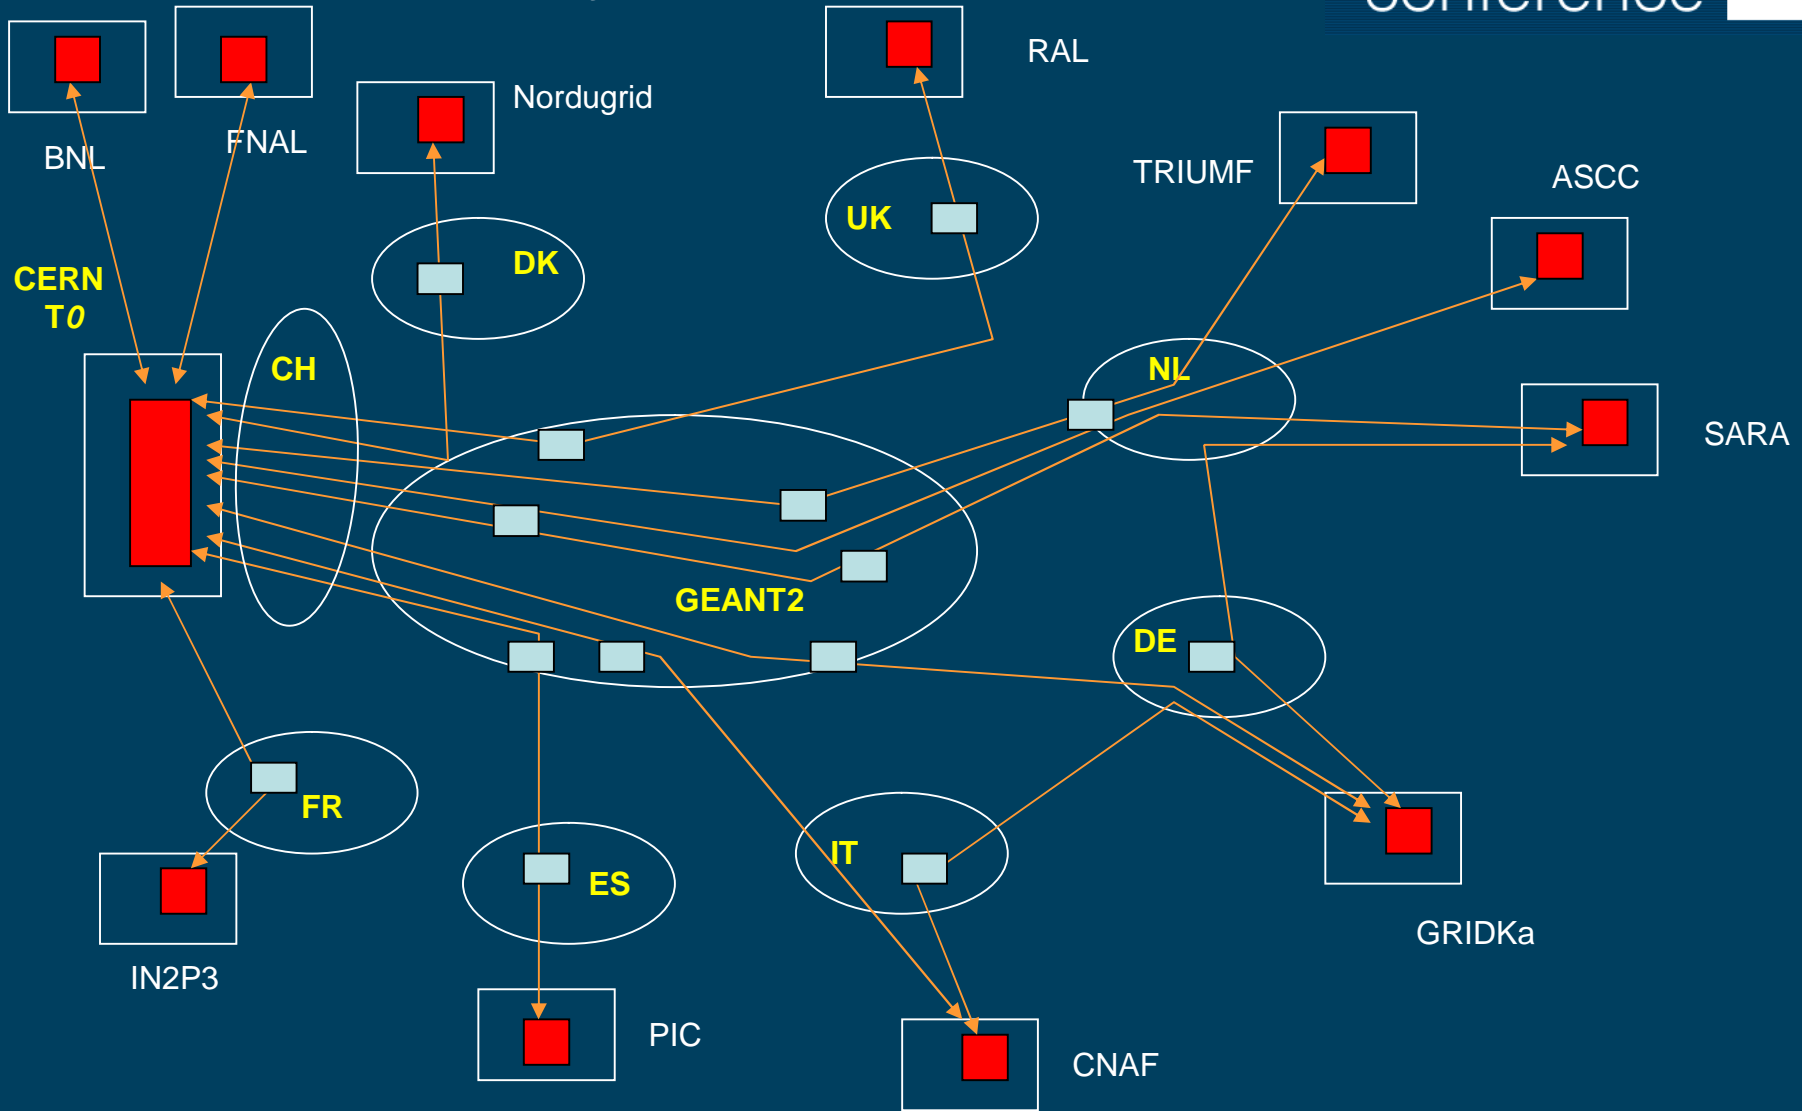 RAL
Nordugrid
FNAL
BNL
TRIUMF
ASCC
UK
DK
CERN
T0
CH
NL
SARA
GEANT2
DE
FR
IT
ES
GRIDKa
IN2P3
PIC
CNAF